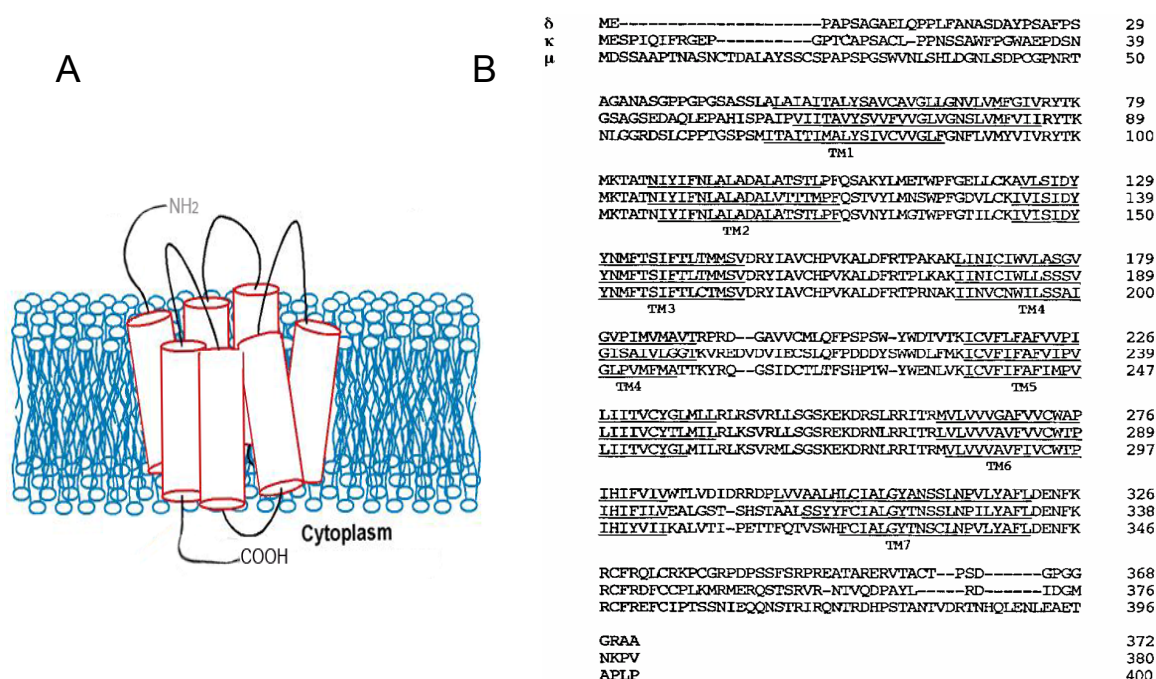 A
NH₂
Cytoplasm
COOH
B
δ ME-----------------PAPSAGAELQPPLFANASDAYPSAFPS 29
κ MESPIQIFRGEP----------GPTCAPSACL-PPNSSAWFPGWAEPDSN 39
μ MDSSAAPTNASNCTDALAYSSCSPAPSPGSWVNLSHLDGNLSDPCGPNRT 50
AGANASGPPGPGSASSLALAIAITALYSAVCAVGLLGNVLVMFGIVRYTK 79
GSAGSEDAQLEPAHISPAIPVIITAVYSVVFVVGLVGNSLVMFVIIRYTK 89
NLGGRDSLCPPTGSPSMITAITIMALYSIVCVVGLFGNFLVMYVIVRYTK 100
TM1
MKTATNIYIFNLALADALATSTLPFQSAKYLMETWPFGELLCKAVLSIDY 129
MKTATNIYIFNLALADALVTTTMPFQSTVYLMNSWPFGDVLCKIVISIDY 139
MKTATNIYIFNLALADALATSTLPFQSVNYLMGTWPFGTILCKIVISIDY 150
TM2
YNMFTSIFTLTMMSVDRYIAVCHPVKALDFRTPAKAKLINICIWVLASGV 179
YNMFTSIFTLTMMSVDRYIAVCHPVKALDFRTPLKAKIINICIWLLSSSV 189
YNMFTSIFTLCTMSVDRYIAVCHPVKALDFRTPRNAKIINVCNWILSSAI 200
TM3 TM4
GVPIMVMAVTRPRD--GAVVCMLQFPSPSW-YWDTVTKICVFLFAFVVPI 226
GISAIVLGGTKVREDVDVIECSLQFPDDDYSWWDLFMKICVFIFAFVIPV 239
GLPVMFMATTKYRQ--GSIDCTLTFSHPTW-YWENLVKICVFIFAFIMPV 247
TM4 TM5
LIITVCYGLMLLRLRSVRLLSGSKEKDRSLRRITRMVLVVVGAFVVCWAP 276
LIIIVCYTLMILRLKSVRLLSGSREKDRNLRRITRLVLVVVAVFVVCWTP 289
LIITVCYGLMILRLKSVRMLSGSKEKDRNLRRITRMVLVVVAVFIVCWTP 297
TM6
IHIFVIVWTLVDIDRRDPLVVAALHLCIALGYANSSLNPVLYAFLDENFK 326
IHIFILVEALGST-SHSTAALSSYYFCIALGYTNSSLNPILYAFLDENFK 338
IHIYVIIKALVTI-PETTFQTVSWHFCIALGYTNSCLNPVLYAFLDENFK 346
TM7
RCFRQLCRKPCGRPDPSSFSRPREATARERVTACT--PSD------GPGG 368
RCFRDFCCPLKMRMERQSTSRVR-NTVQDPAYL-----RD------IDGM 376
RCFREFCIPTSSNIEQQNSTRIRQNTRDHPSTANTVDRTNHQLENLEAET 396
GRAA 372
NKPV 380
APLP 400